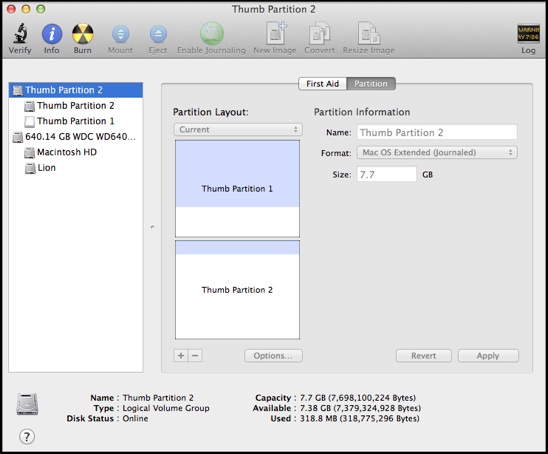 Thumb Partition 2
Verify Info Burn Mount Eject Enable Journaling New Image Convert Resize Image Log
Thumb Partition 2
Thumb Partition 2
Thumb Partition 1
640.14 GB WDC WD640...
Macintosh HD
Lion
First Aid Partition
Partition Layout:
Current
Thumb Partition 1
Thumb Partition 2
+ −
Options...
Partition Information
Name: Thumb Partition 2
Format: Mac OS Extended (Journaled)
Size: 7.7 GB
Revert Apply
Name : Thumb Partition 2
Type : Logical Volume Group
Disk Status : Online
Capacity : 7.7 GB (7,698,100,224 Bytes)
Available : 7.38 GB (7,379,324,928 Bytes)
Used : 318.8 MB (318,775,296 Bytes)
?